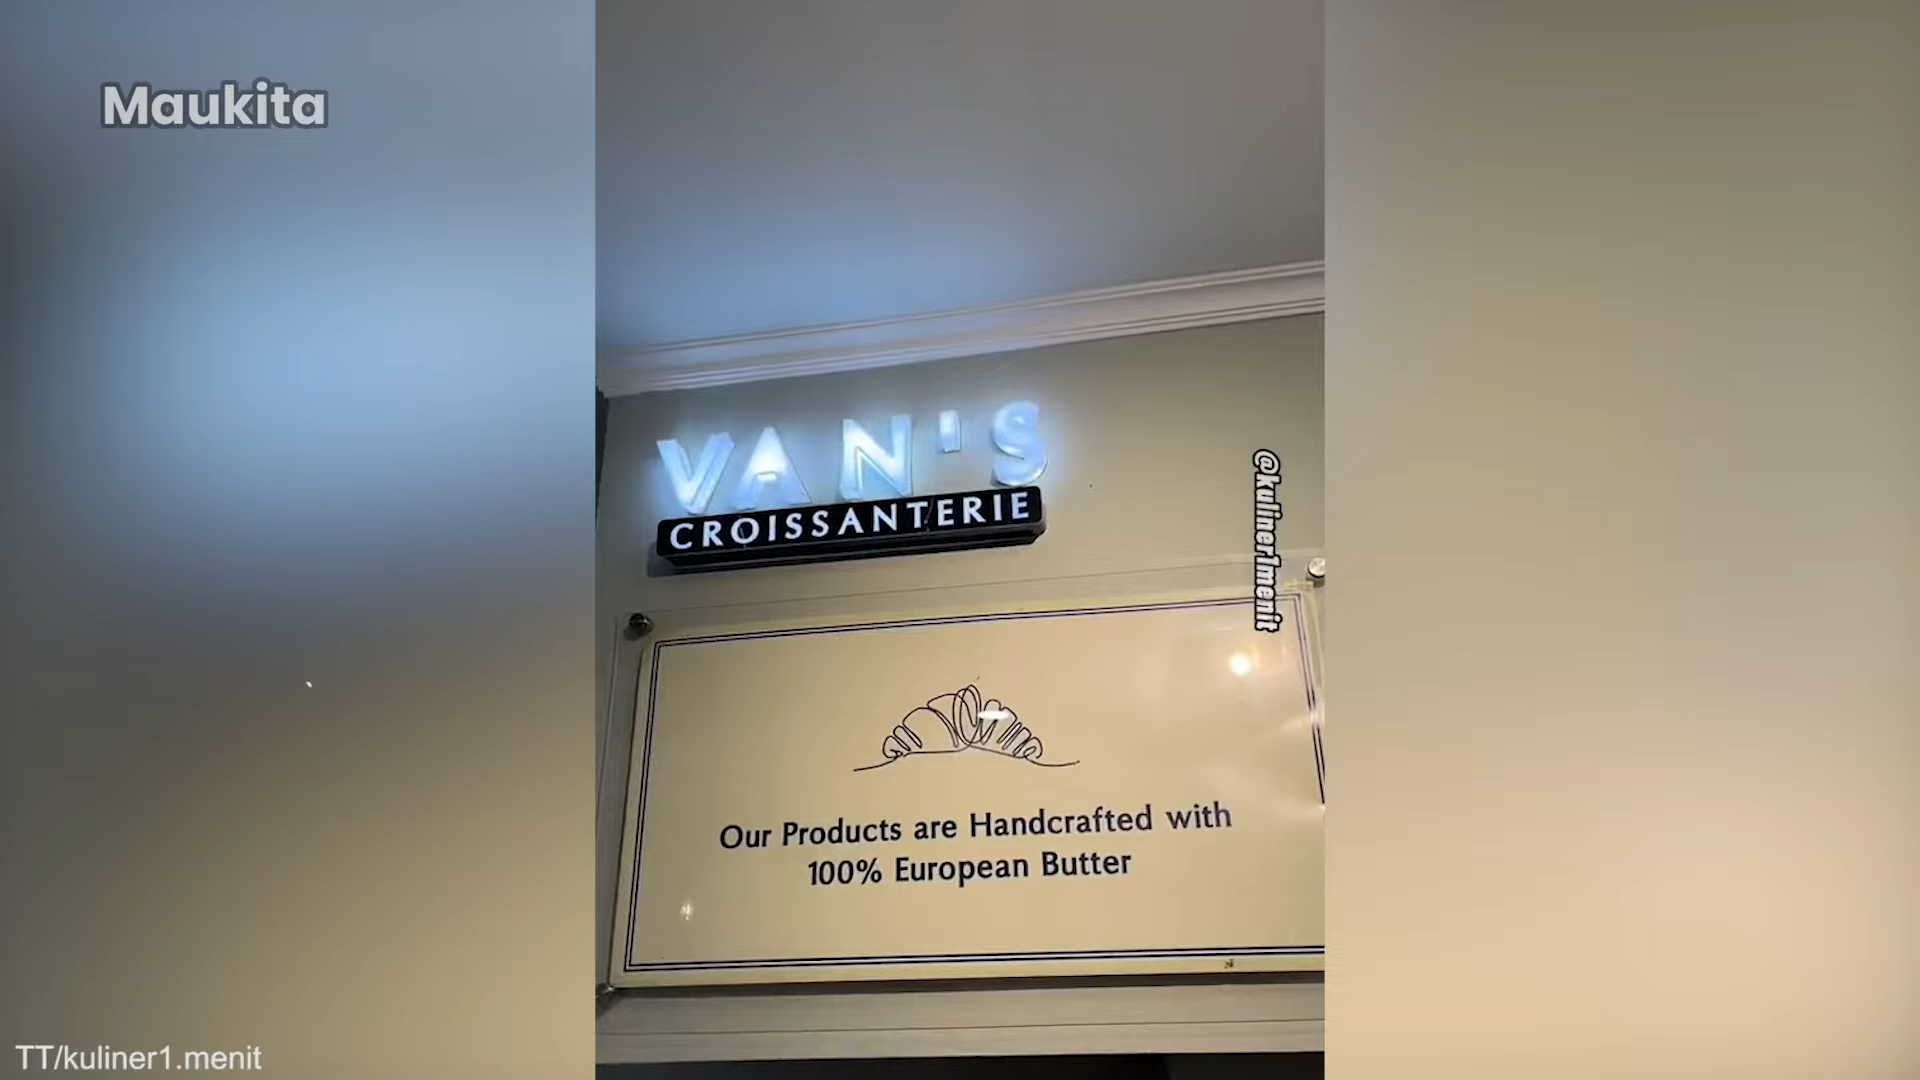 Maukita
VAN'S
CROISSANTERIE
@kuliner1menit
Our Products are Handcrafted with
100% European Butter
TT/kuliner1.menit